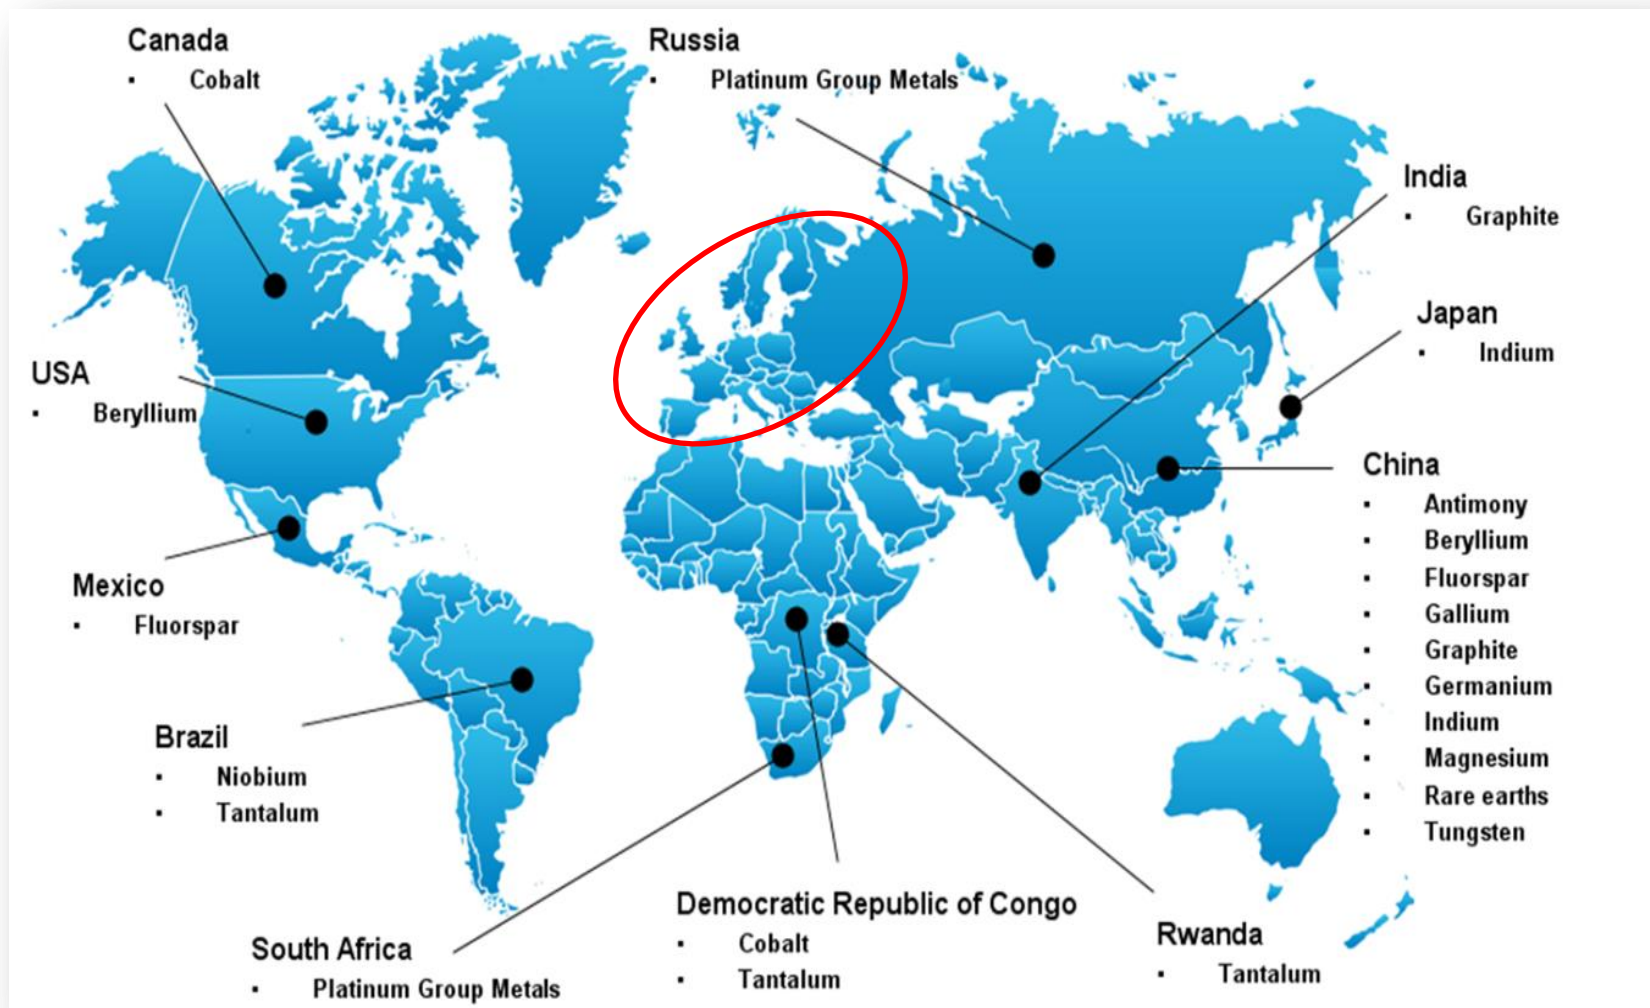 Canada
▪ Cobalt
Russia
▪ Platinum Group Metals
India
▪ Graphite
Japan
▪ Indium
USA
▪ Beryllium
China
▪ Antimony
▪ Beryllium
▪ Fluorspar
▪ Gallium
▪ Graphite
▪ Germanium
▪ Indium
▪ Magnesium
▪ Rare earths
▪ Tungsten
Mexico
▪ Fluorspar
Brazil
▪ Niobium
▪ Tantalum
South Africa
▪ Platinum Group Metals
Democratic Republic of Congo
▪ Cobalt
▪ Tantalum
Rwanda
▪ Tantalum